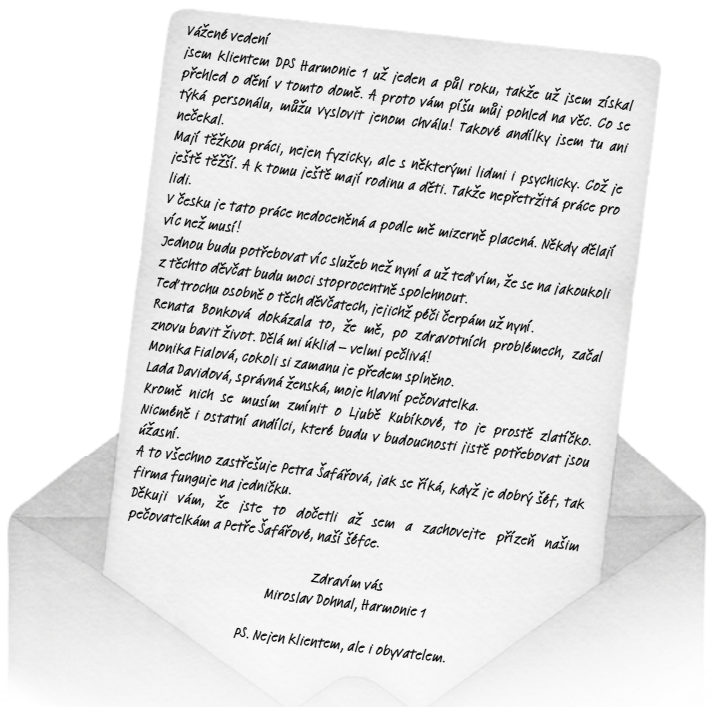 Vážené vedení
jsem klientem DPS Harmonie 1 už jeden a půl roku, takže už jsem získal
přehled o dění v tomto domě. A proto vám píšu můj pohled na věc. Co se
týká personálu, můžu vyslovit jenom chválu! Takové andílky jsem tu ani
nečekal.
Mají těžkou práci, nejen fyzicky, ale s některými lidmi i psychicky. Což je
ještě těžší. A k tomu ještě mají rodinu a děti. Takže nepřetržitá práce pro
lidi.
V česku je tato práce nedoceněná a podle mě mizerně placená. Někdy dělají
víc než musí!
Jednou budu potřebovat víc služeb než nyní a už teď vím, že se na jakoukoli
z těchto děvčat budu moci stoprocentně spolehnout.
Teď trochu osobně o těch děvčatech, jejichž péči čerpám už nyní.
Renata Bonková dokázala to, že mě, po zdravotních problémech, začal
znovu bavit život. Dělá mi úklid – velmi pečlivá!
Monika Fialová, cokoli si zamanu je předem splněno.
Lada Davidová, správná ženská, moje hlavní pečovatelka.
Kromě nich se musím zmínit o Ljubě Kubíkové, to je prostě zlatíčko.
Nicméně i ostatní andílci, které budu v budoucnosti jistě potřebovat jsou
úžasní.
A to všechno zastřešuje Petra Šafářová, jak se říká, když je dobrý šéf, tak
firma funguje na jedničku.
Děkuji vám, že jste to dočetli až sem a zachovejte přízeň našim
pečovatelkám a Petře Šafářové, naší šéfce.
Zdravím vás
Miroslav Dohnal, Harmonie 1
PS. Nejen klientem, ale i obyvatelem.